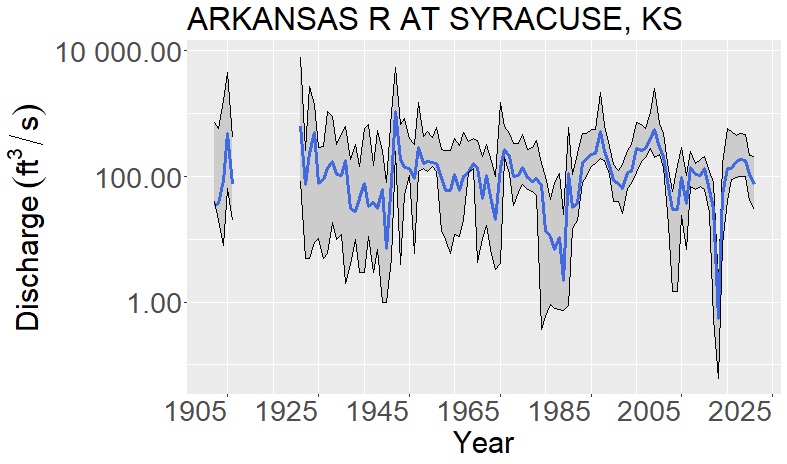 ARKANSAS R AT SYRACUSE, KS
10 000.00
100.00
1.00
Discharge (ft³/s)
1905 1925 1945 1965 1985 2005 2025
Year